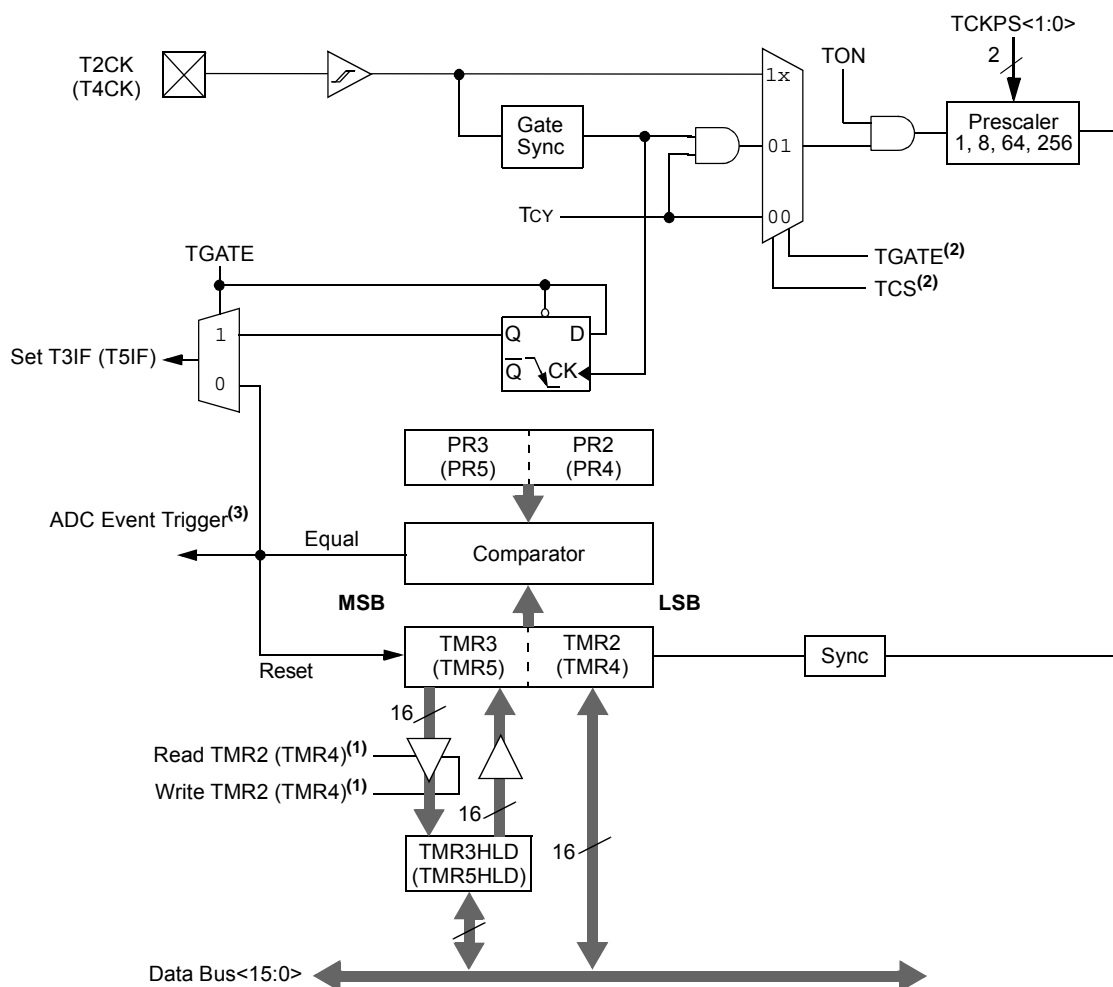 TCKPS<1:0>
2
T2CK
(T4CK)
TON
1x
Gate
Sync
01
Prescaler
1, 8, 64, 256
TCY
00
TGATE
TGATE(2)
TCS(2)
Set T3IF (T5IF)
1
0
Q
D
Q
CK
PR3
(PR5)
PR2
(PR4)
ADC Event Trigger(3)
Equal
Comparator
MSB
LSB
TMR3
(TMR5)
TMR2
(TMR4)
Sync
Reset
16
Read TMR2 (TMR4)(1)
Write TMR2 (TMR4)(1)
16
TMR3HLD
(TMR5HLD)
16
Data Bus<15:0>